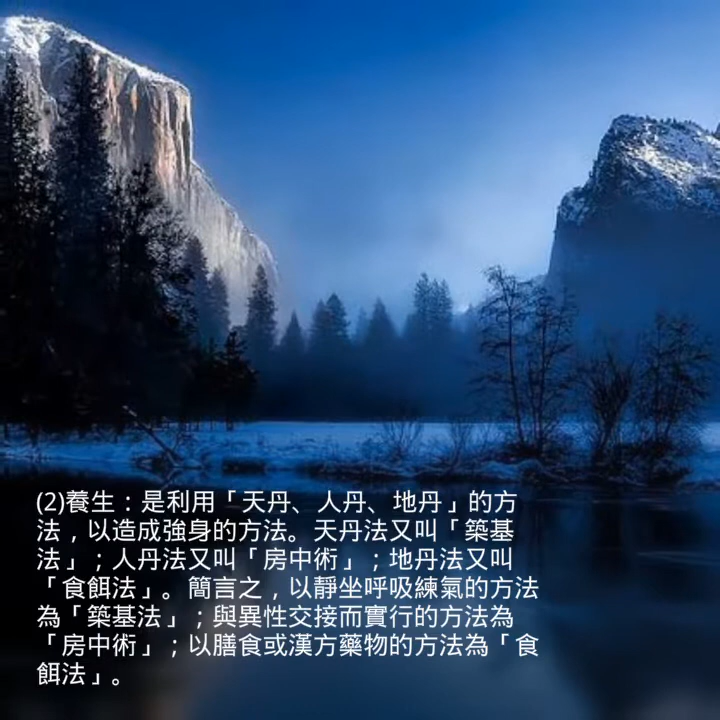 (2)養生：是利用「天丹、人丹、地丹」的方
法，以造成強身的方法。天丹法又叫「築基
法」；人丹法又叫「房中術」；地丹法又叫
「食餌法」。簡言之，以靜坐呼吸練氣的方法
為「築基法」；與異性交接而實行的方法為
「房中術」；以膳食或漢方藥物的方法為「食
餌法」。